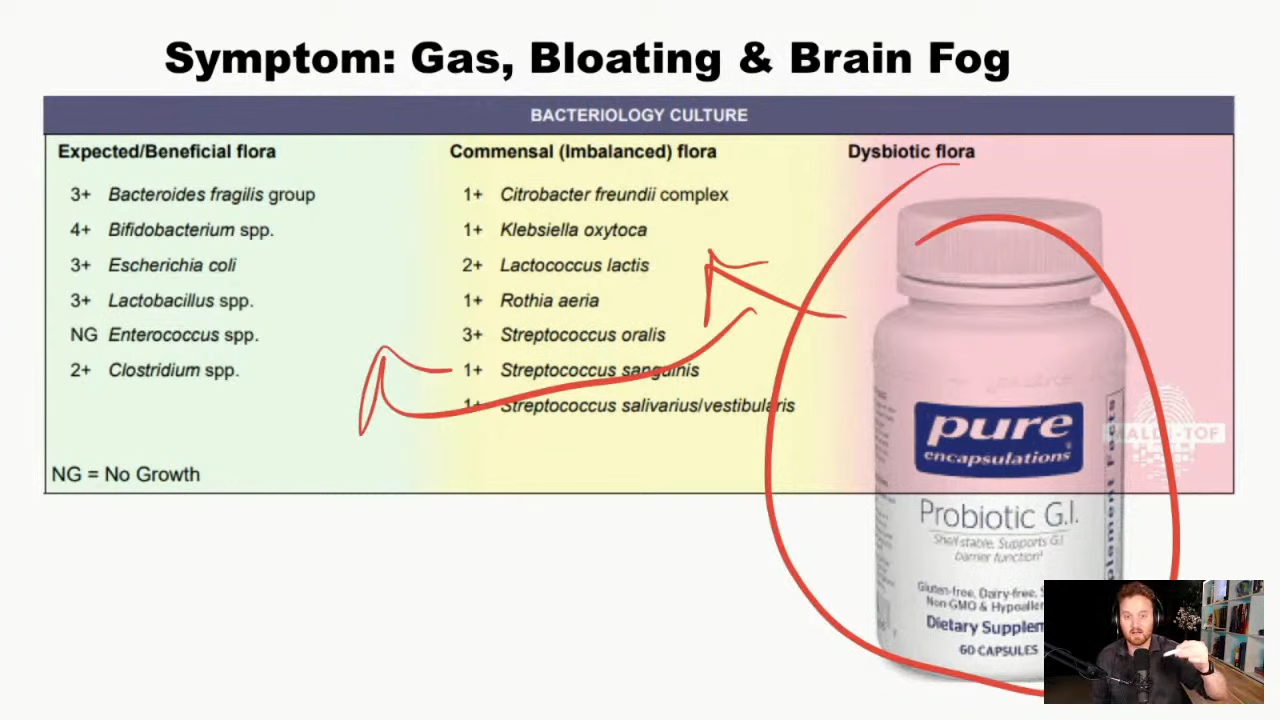 Symptom: Gas, Bloating & Brain Fog
BACTERIOLOGY CULTURE
Expected/Beneficial flora
3+ Bacteroides fragilis group
4+ Bifidobacterium spp.
3+ Escherichia coli
3+ Lactobacillus spp.
NG Enterococcus spp.
2+ Clostridium spp.
NG = No Growth
Commensal (Imbalanced) flora
1+ Citrobacter freundii complex
1+ Klebsiella oxytoca
2+ Lactococcus lactis
1+ Rothia aeria
3+ Streptococcus oralis
1+ Streptococcus sanguinis
1+ Streptococcus salivarius/vestibularis
Dysbiotic flora
pure
encapsulations
Probiotic G.I.
Shelf-stable, Supports G.I.
barrier function
Gluten-free, Dairy-free,
Non-GMO &
Dietary
60 CAPSULES